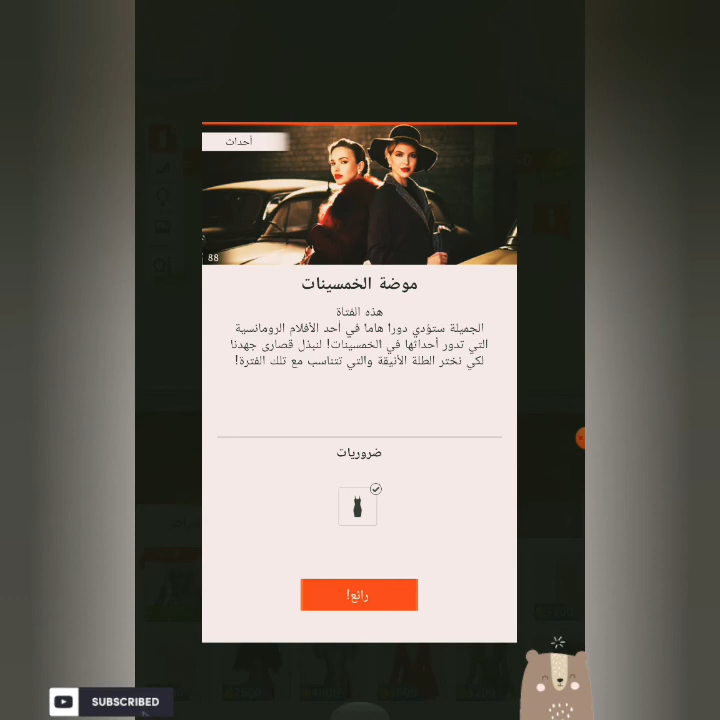 أحداث
88
موضة الخمسينات
هذه الفتاة
الجميلة ستؤدي دورا هاما في أحد الأفلام الرومانسية
التي تدور أحداثها في الخمسينات! لنبذل قصارى جهدنا
لكي نختر الطلة الأنيقة والتي تتناسب مع تلك الفترة!
ضروريات
رائع!
SUBSCRIBED